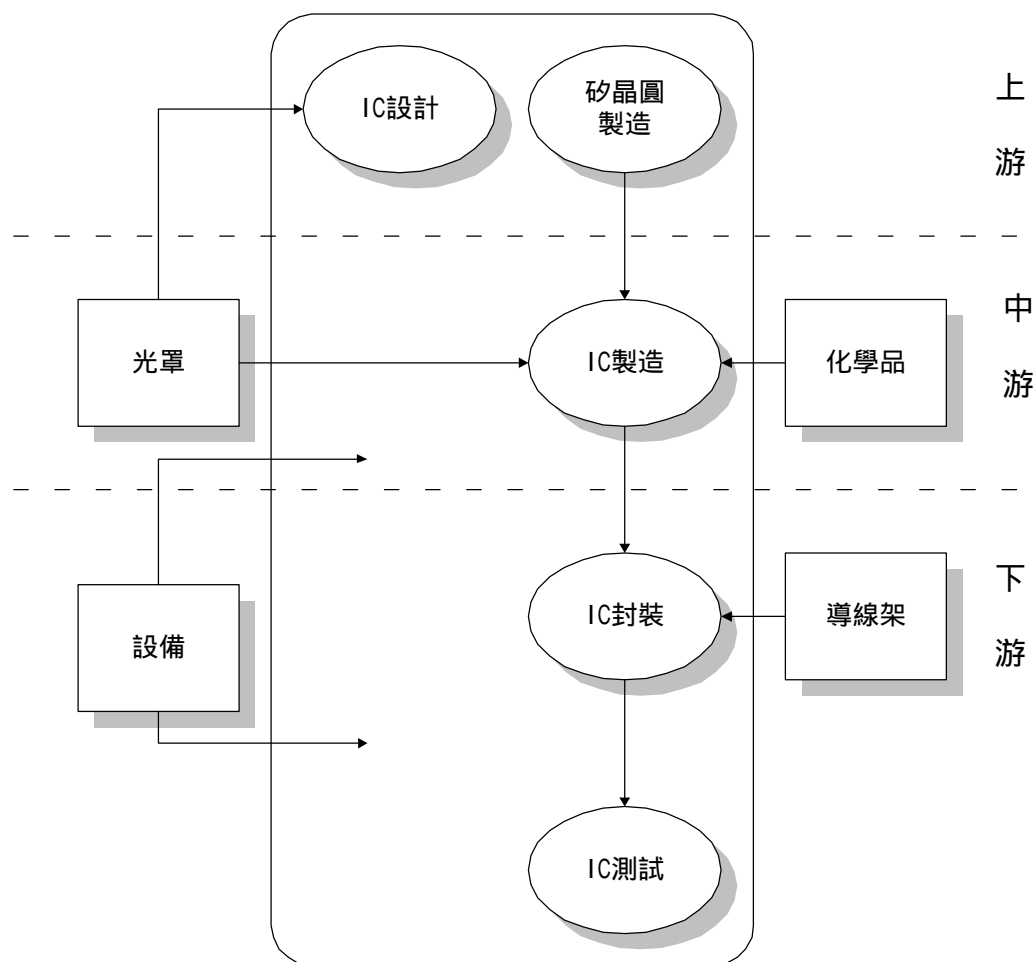 IC設計
矽晶圓
製造
上
游
光罩
IC製造
化學品
中
游
設備
IC封裝
導線架
下
游
IC測試